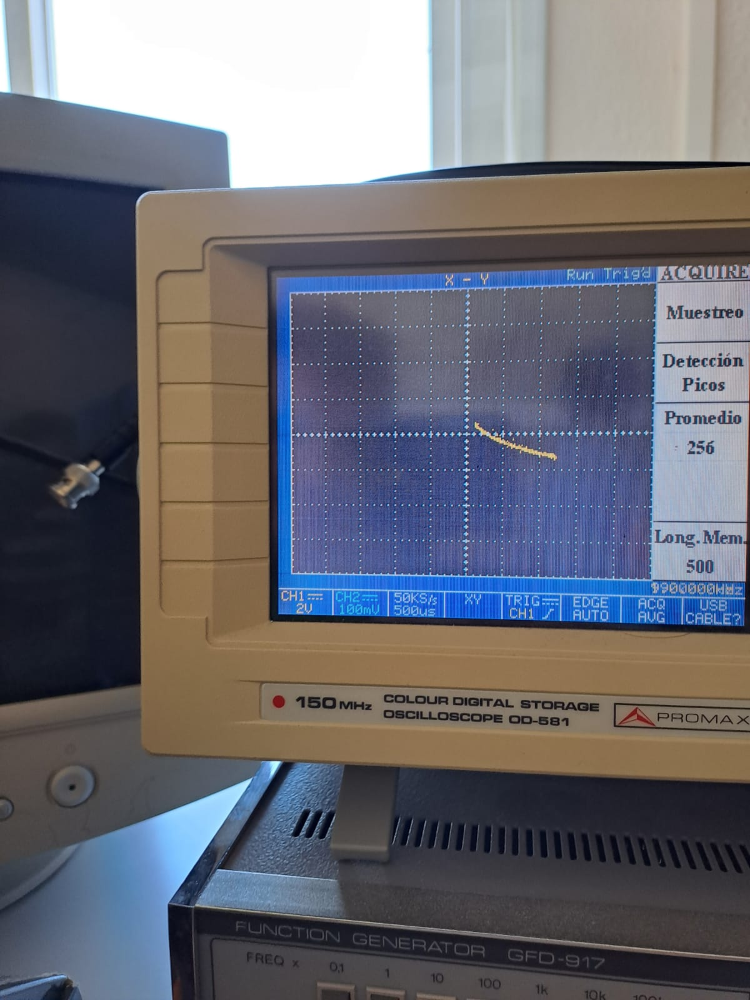 X - Y
Run Trig'd
ACQUIRE
Muestreo
Detección
Picos
Promedio
256
Long.Mem.
500
CH1
2V
CH2
100mV
50KS/s
500us
XY
TRIG
CH1
EDGE
AUTO
ACQ
AVG
USB
CABLE?
150 MHz
COLOUR DIGITAL STORAGE
OSCILLOSCOPE OD-581
PROMAX
FUNCTION GENERATOR GFD-917
FREQ x 0,1 1 10 100 1k 10k